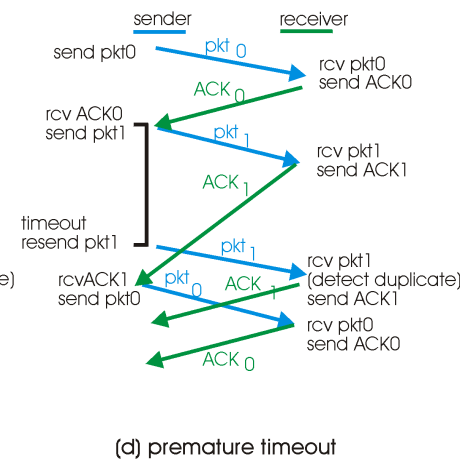 sender
receiver
send pkt0
pkt 0
rcv pkt0
send ACK0
ACK 0
rcv ACK0
send pkt1
pkt 1
rcv pkt1
send ACK1
ACK 1
timeout
resend pkt1
pkt 1
rcv pkt1
(detect duplicate)
send ACK1
e)
rcvACK1
send pkt0
pkt 0
ACK 1
rcv pkt0
send ACK0
ACK 0
(d) premature timeout